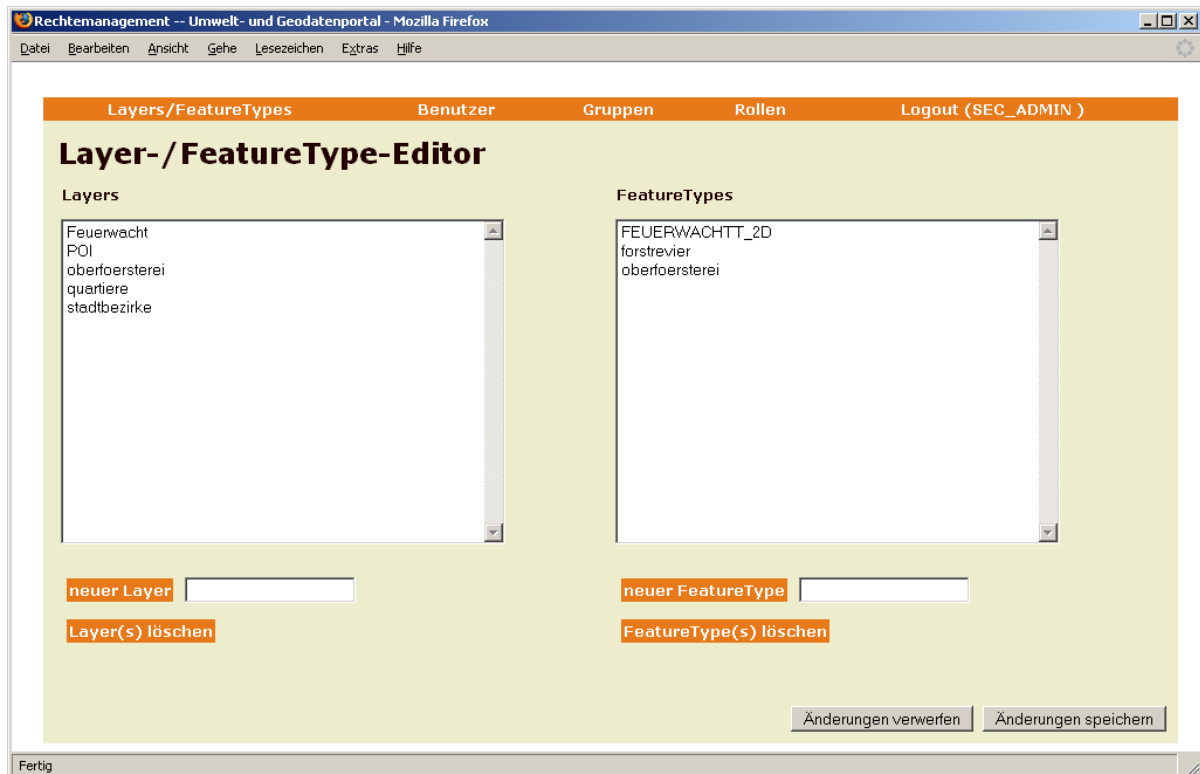 Rechtemanagement -- Umwelt- und Geodatenportal - Mozilla Firefox
Datei Bearbeiten Ansicht Gehe Lesezeichen Extras Hilfe
Layers/FeatureTypes Benutzer Gruppen Rollen Logout (SEC_ADMIN )
Layer-/FeatureType-Editor
Layers
Feuerwacht
POI
oberfoersterei
quartiere
stadtbezirke
FeatureTypes
FEUERWACHTT_2D
forstrevier
oberfoersterei
neuer Layer
Layer(s) löschen
neuer FeatureType
FeatureType(s) löschen
Änderungen verwerfen Änderungen speichern
Fertig